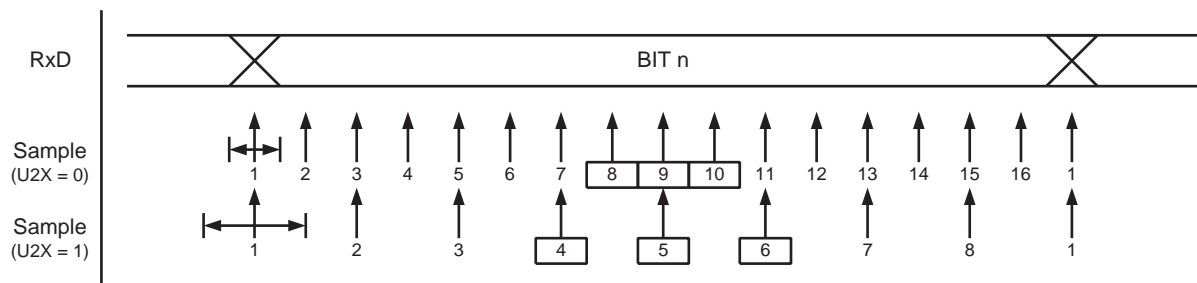 RxD BIT n
Sample
(U2X = 0)
1 2 3 4 5 6 7 8 9 10 11 12 13 14 15 16 1
Sample
(U2X = 1)
1 2 3 4 5 6 7 8 1